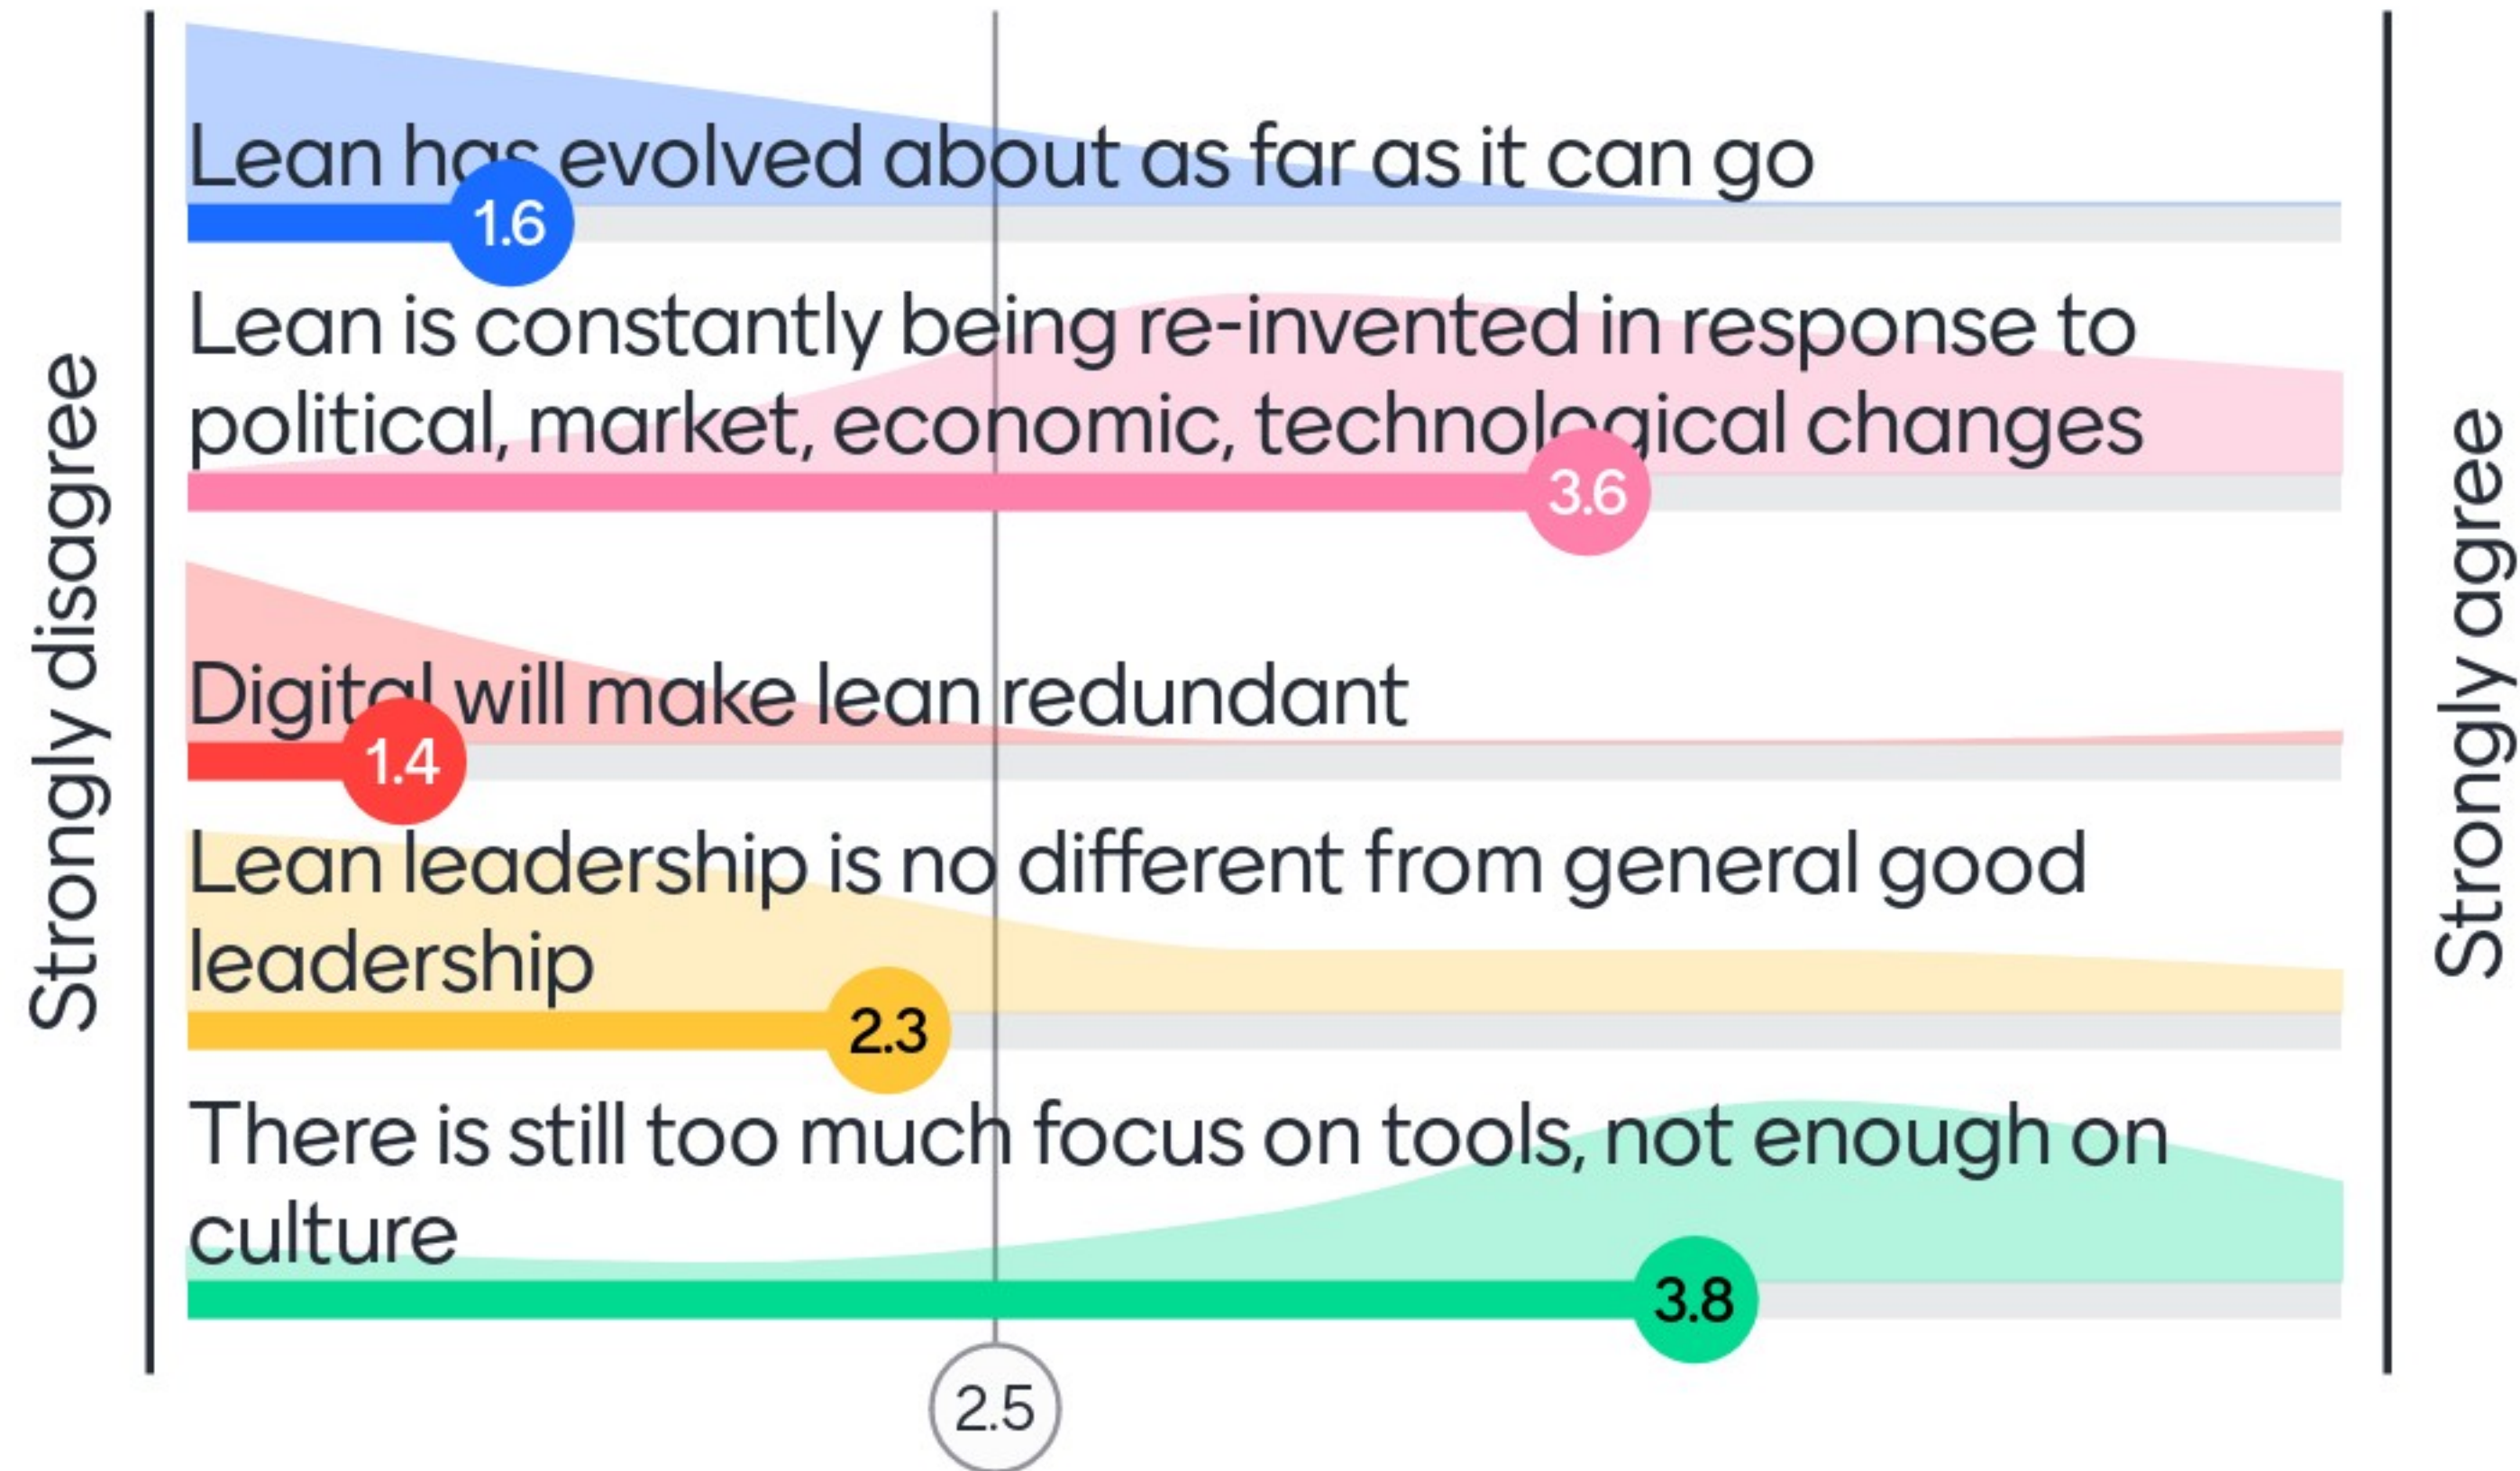 Strongly disagree
Lean has evolved about as far as it can go
1.6
Lean is constantly being re-invented in response to
political, market, economic, technological changes
3.6
Digital will make lean redundant
1.4
Lean leadership is no different from general good
leadership
2.3
There is still too much focus on tools, not enough on
culture
3.8
2.5
Strongly agree